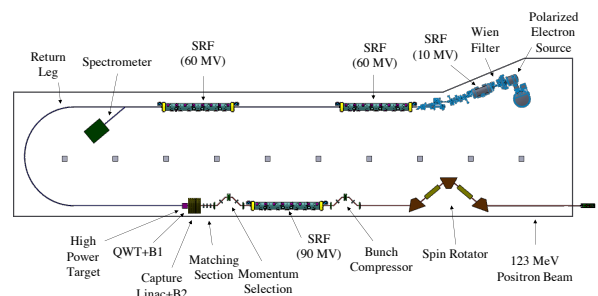 Polarized
Electron
Source
Wien
Filter
SRF
(10 MV)
SRF
(60 MV)
SRF
(60 MV)
Return
Leg
Spectrometer
High
Power
Target
QWT+B1
Capture
Linac+B2
Matching
Section
Momentum
Selection
SRF
(90 MV)
Bunch
Compressor
Spin Rotator
123 MeV
Positron Beam